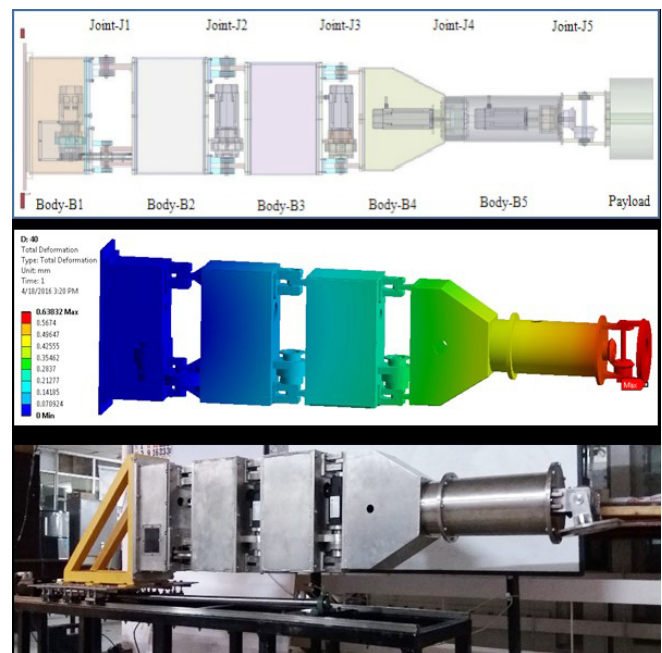 Joint-J1 Joint-J2 Joint-J3 Joint-J4 Joint-J5
Body-B1 Body-B2 Body-B3 Body-B4 Body-B5 Payload
D: 40
Total Deformation
Type: Total Deformation
Unit: mm
Time: 1
4/18/2016 3:28 PM
0.63832 Max
0.5674
0.49647
0.42555
0.35462
0.2837
0.21277
0.14185
0.070924
0 Min
Max